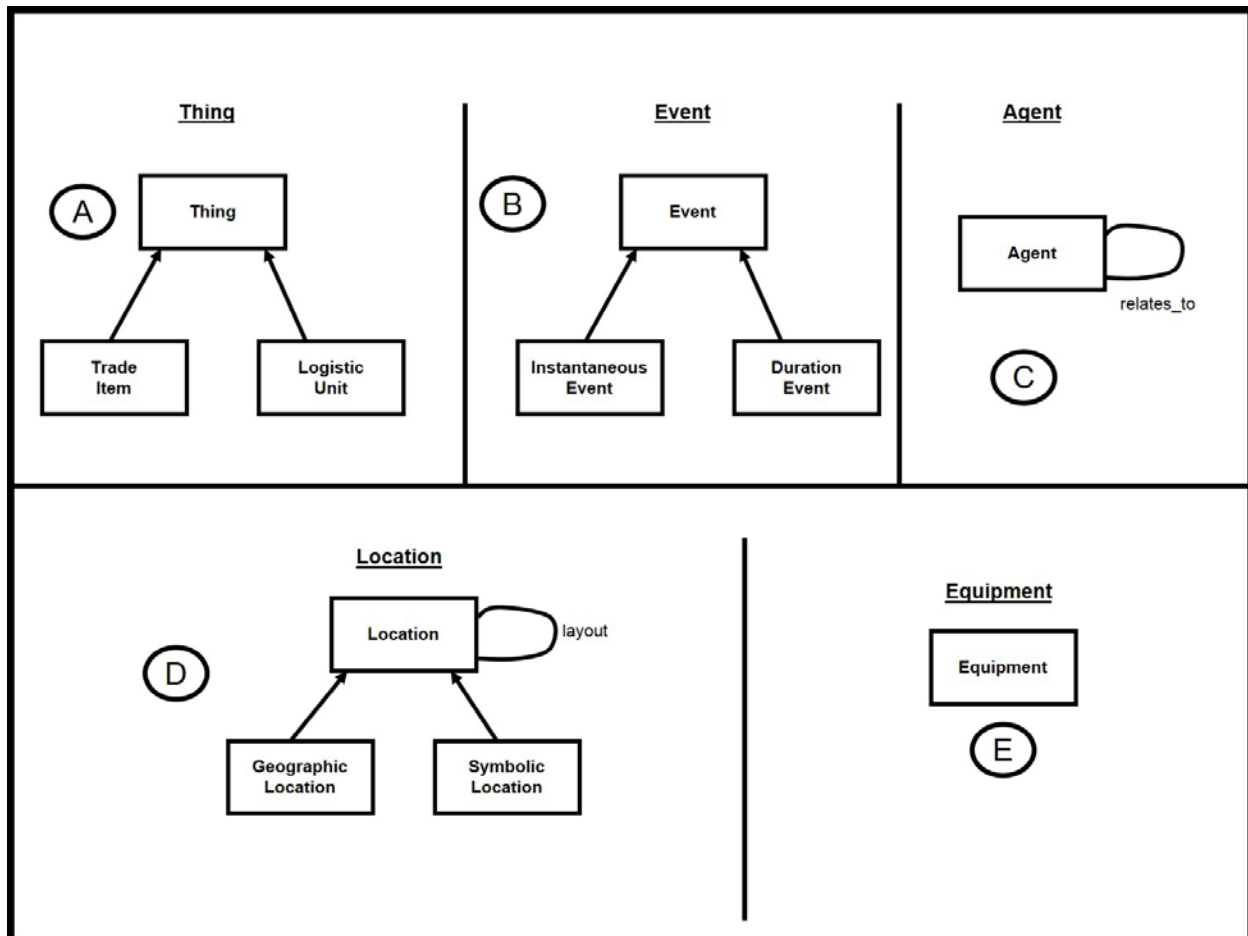 Thing
A
Thing
Trade
Item
Logistic
Unit
Event
B
Event
Instantaneous
Event
Duration
Event
Agent
Agent
relates_to
C
Location
Location
layout
D
Geographic
Location
Symbolic
Location
Equipment
Equipment
E